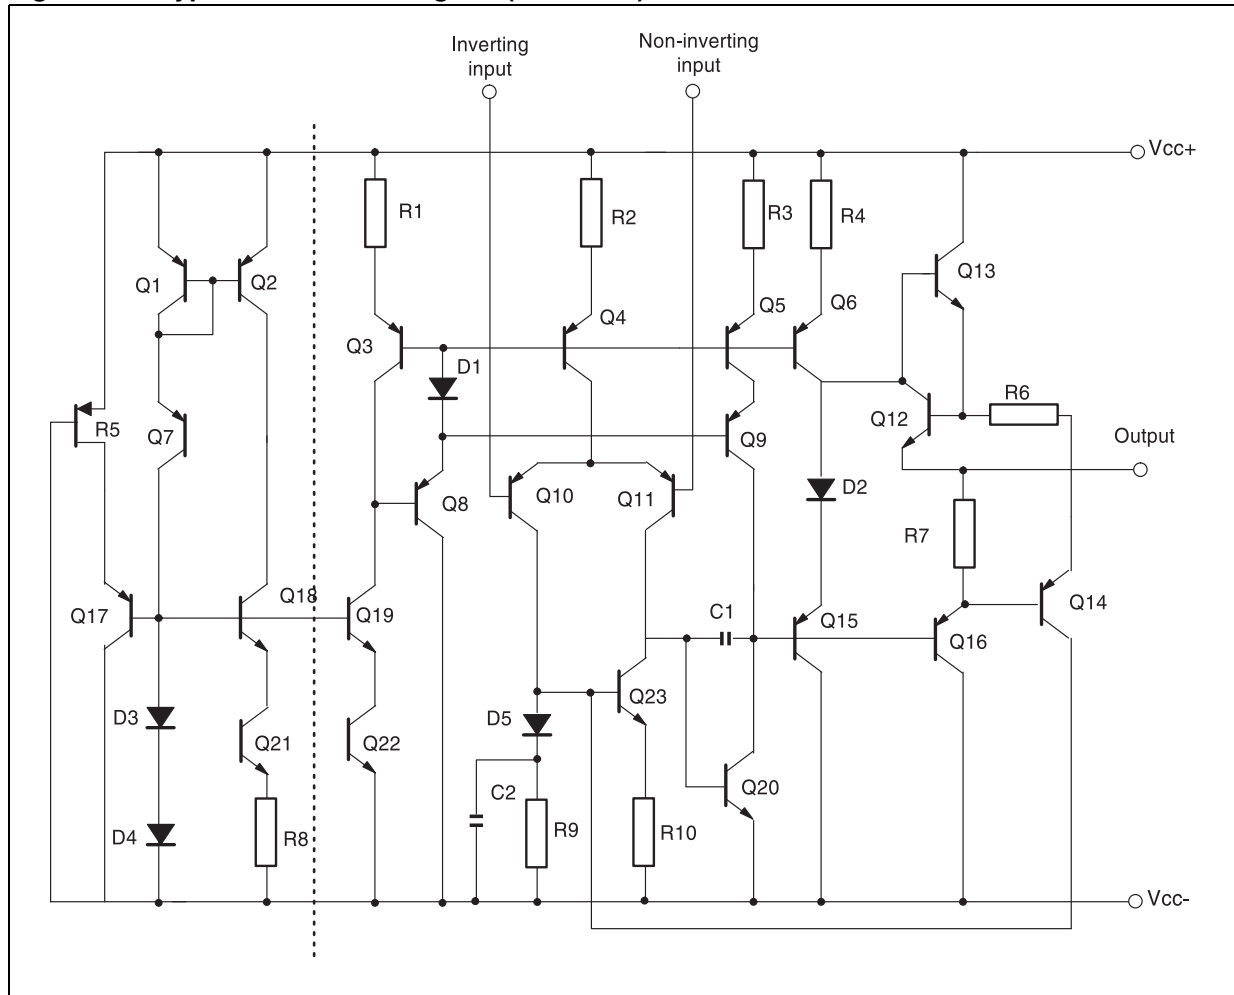 Inverting
input
Non-inverting
input
Vcc+
R1
R2
R3
R4
Q1
Q2
Q13
Q3
Q4
Q5
Q6
D1
R5
Q7
Q12
R6
Output
Q9
Q8
Q10
Q11
D2
R7
Q17
Q18
Q19
C1
Q15
Q16
Q14
D3
Q21
Q22
D5
Q23
C2
Q20
D4
R8
R9
R10
Vcc-